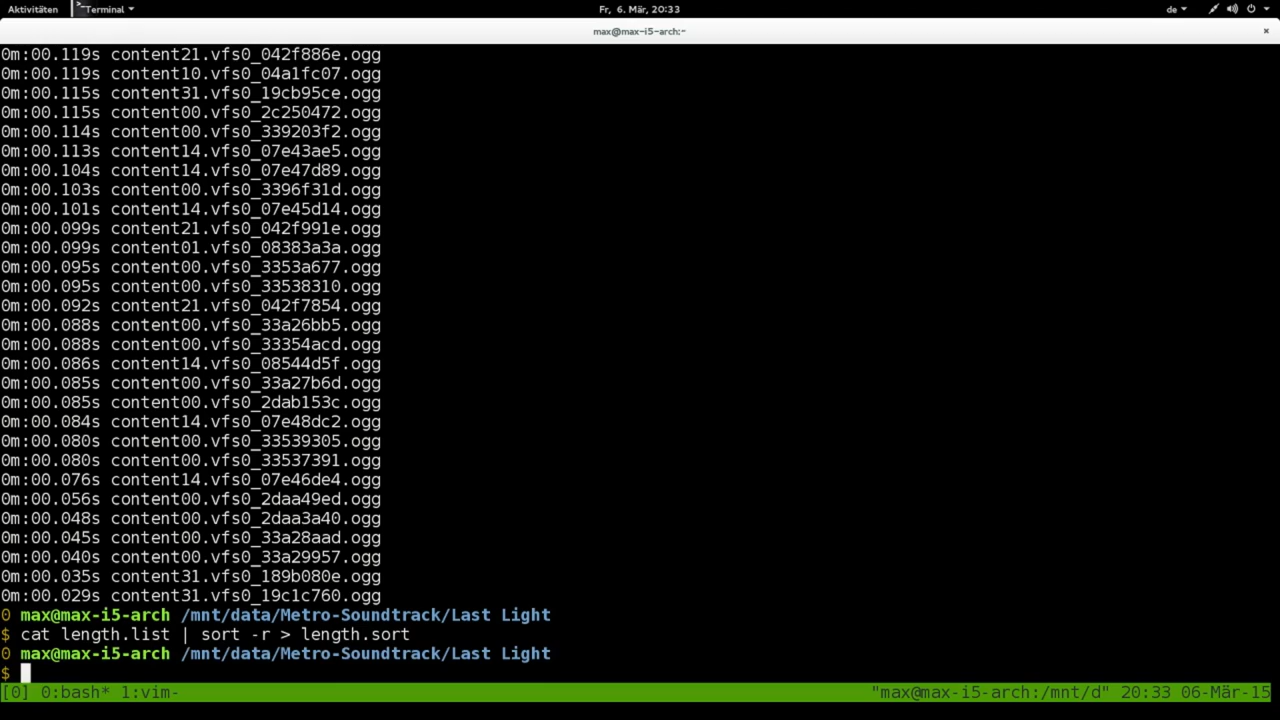 Aktivitäten
Terminal
Fr, 6. Mär, 20:33
de
max@max-i5-arch:~
0m:00.119s content21.vfs0_042f886e.ogg
0m:00.119s content10.vfs0_04a1fc07.ogg
0m:00.115s content31.vfs0_19cb95ce.ogg
0m:00.115s content00.vfs0_2c250472.ogg
0m:00.114s content00.vfs0_339203f2.ogg
0m:00.113s content14.vfs0_07e43ae5.ogg
0m:00.104s content14.vfs0_07e47d89.ogg
0m:00.103s content00.vfs0_3396f31d.ogg
0m:00.101s content14.vfs0_07e45d14.ogg
0m:00.099s content21.vfs0_042f991e.ogg
0m:00.099s content01.vfs0_08383a3a.ogg
0m:00.095s content00.vfs0_3353a677.ogg
0m:00.095s content00.vfs0_33538310.ogg
0m:00.092s content21.vfs0_042f7854.ogg
0m:00.088s content00.vfs0_33a26bb5.ogg
0m:00.088s content00.vfs0_33354acd.ogg
0m:00.086s content14.vfs0_08544d5f.ogg
0m:00.085s content00.vfs0_33a27b6d.ogg
0m:00.085s content00.vfs0_2dab153c.ogg
0m:00.084s content14.vfs0_07e48dc2.ogg
0m:00.080s content00.vfs0_33539305.ogg
0m:00.080s content00.vfs0_33537391.ogg
0m:00.076s content14.vfs0_07e46de4.ogg
0m:00.056s content00.vfs0_2daa49ed.ogg
0m:00.048s content00.vfs0_2daa3a40.ogg
0m:00.045s content00.vfs0_33a28aad.ogg
0m:00.040s content00.vfs0_33a29957.ogg
0m:00.035s content31.vfs0_189b080e.ogg
0m:00.029s content31.vfs0_19c1c760.ogg
0 max@max-i5-arch /mnt/data/Metro-Soundtrack/Last Light
$ cat length.list | sort -r > length.sort
0 max@max-i5-arch /mnt/data/Metro-Soundtrack/Last Light
$
[0] 0:bash* 1:vim- "max@max-i5-arch:/mnt/d" 20:33 06-Mär-15